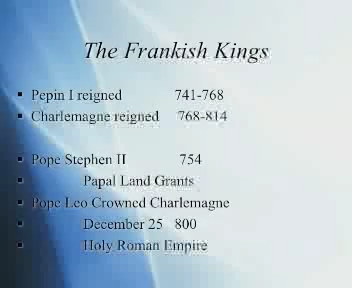 The Frankish Kings
Pepin I reigned 741-768
Charlemagne reigned 768-814
Pope Stephen II 754
Papal Land Grants
Pope Leo Crowned Charlemagne
December 25 800
Holy Roman Empire